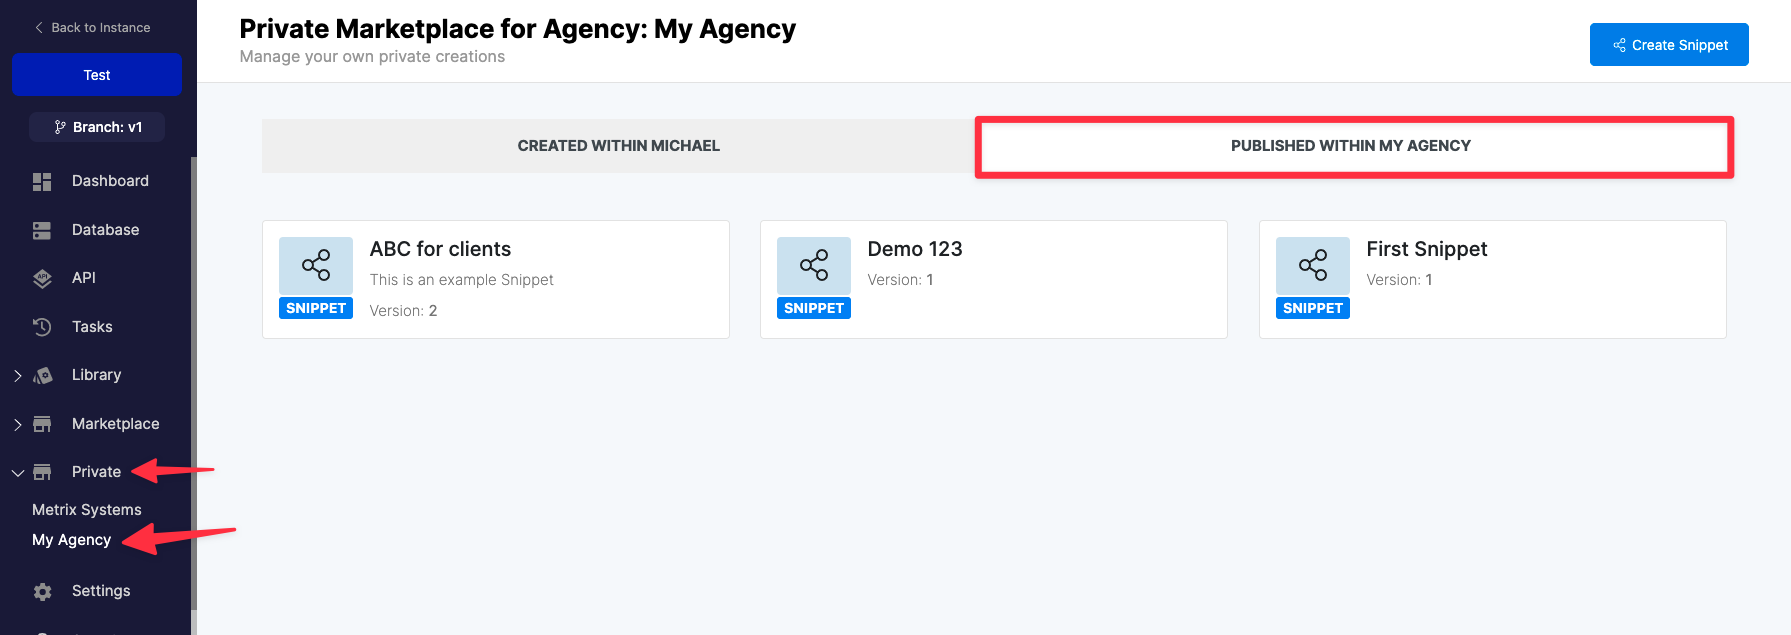 Back to Instance
Test
Branch: v1
Dashboard
Database
API
Tasks
Library
Marketplace
Private
Metrix Systems
My Agency
Settings
Private Marketplace for Agency: My Agency
Manage your own private creations
Create Snippet
CREATED WITHIN MICHAEL
PUBLISHED WITHIN MY AGENCY
ABC for clients
This is an example Snippet
Version: 2
SNIPPET
Demo 123
Version: 1
SNIPPET
First Snippet
Version: 1
SNIPPET